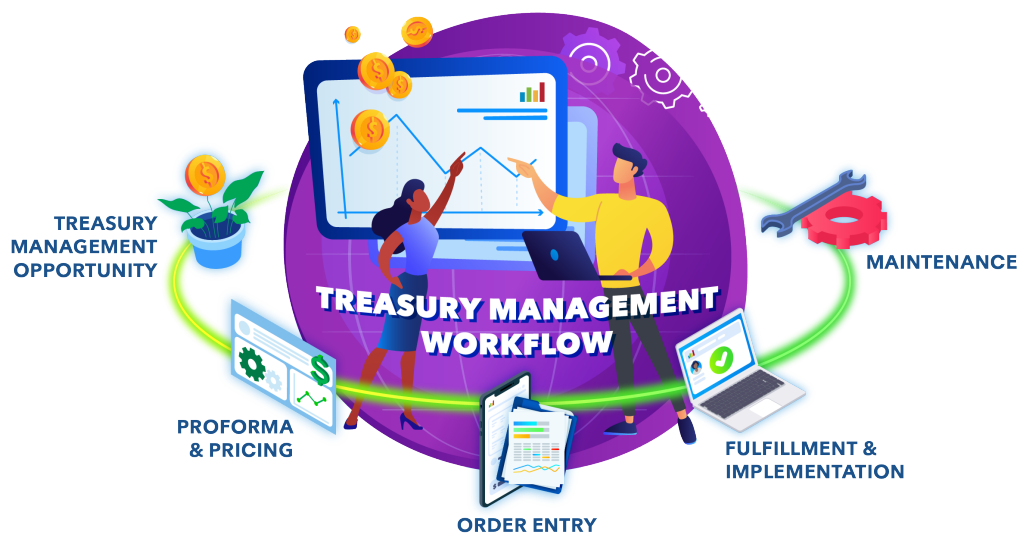 TREASURY MANAGEMENT
WORKFLOW
TREASURY
MANAGEMENT
OPPORTUNITY
PROFORMA
& PRICING
ORDER ENTRY
FULFILLMENT &
IMPLEMENTATION
MAINTENANCE